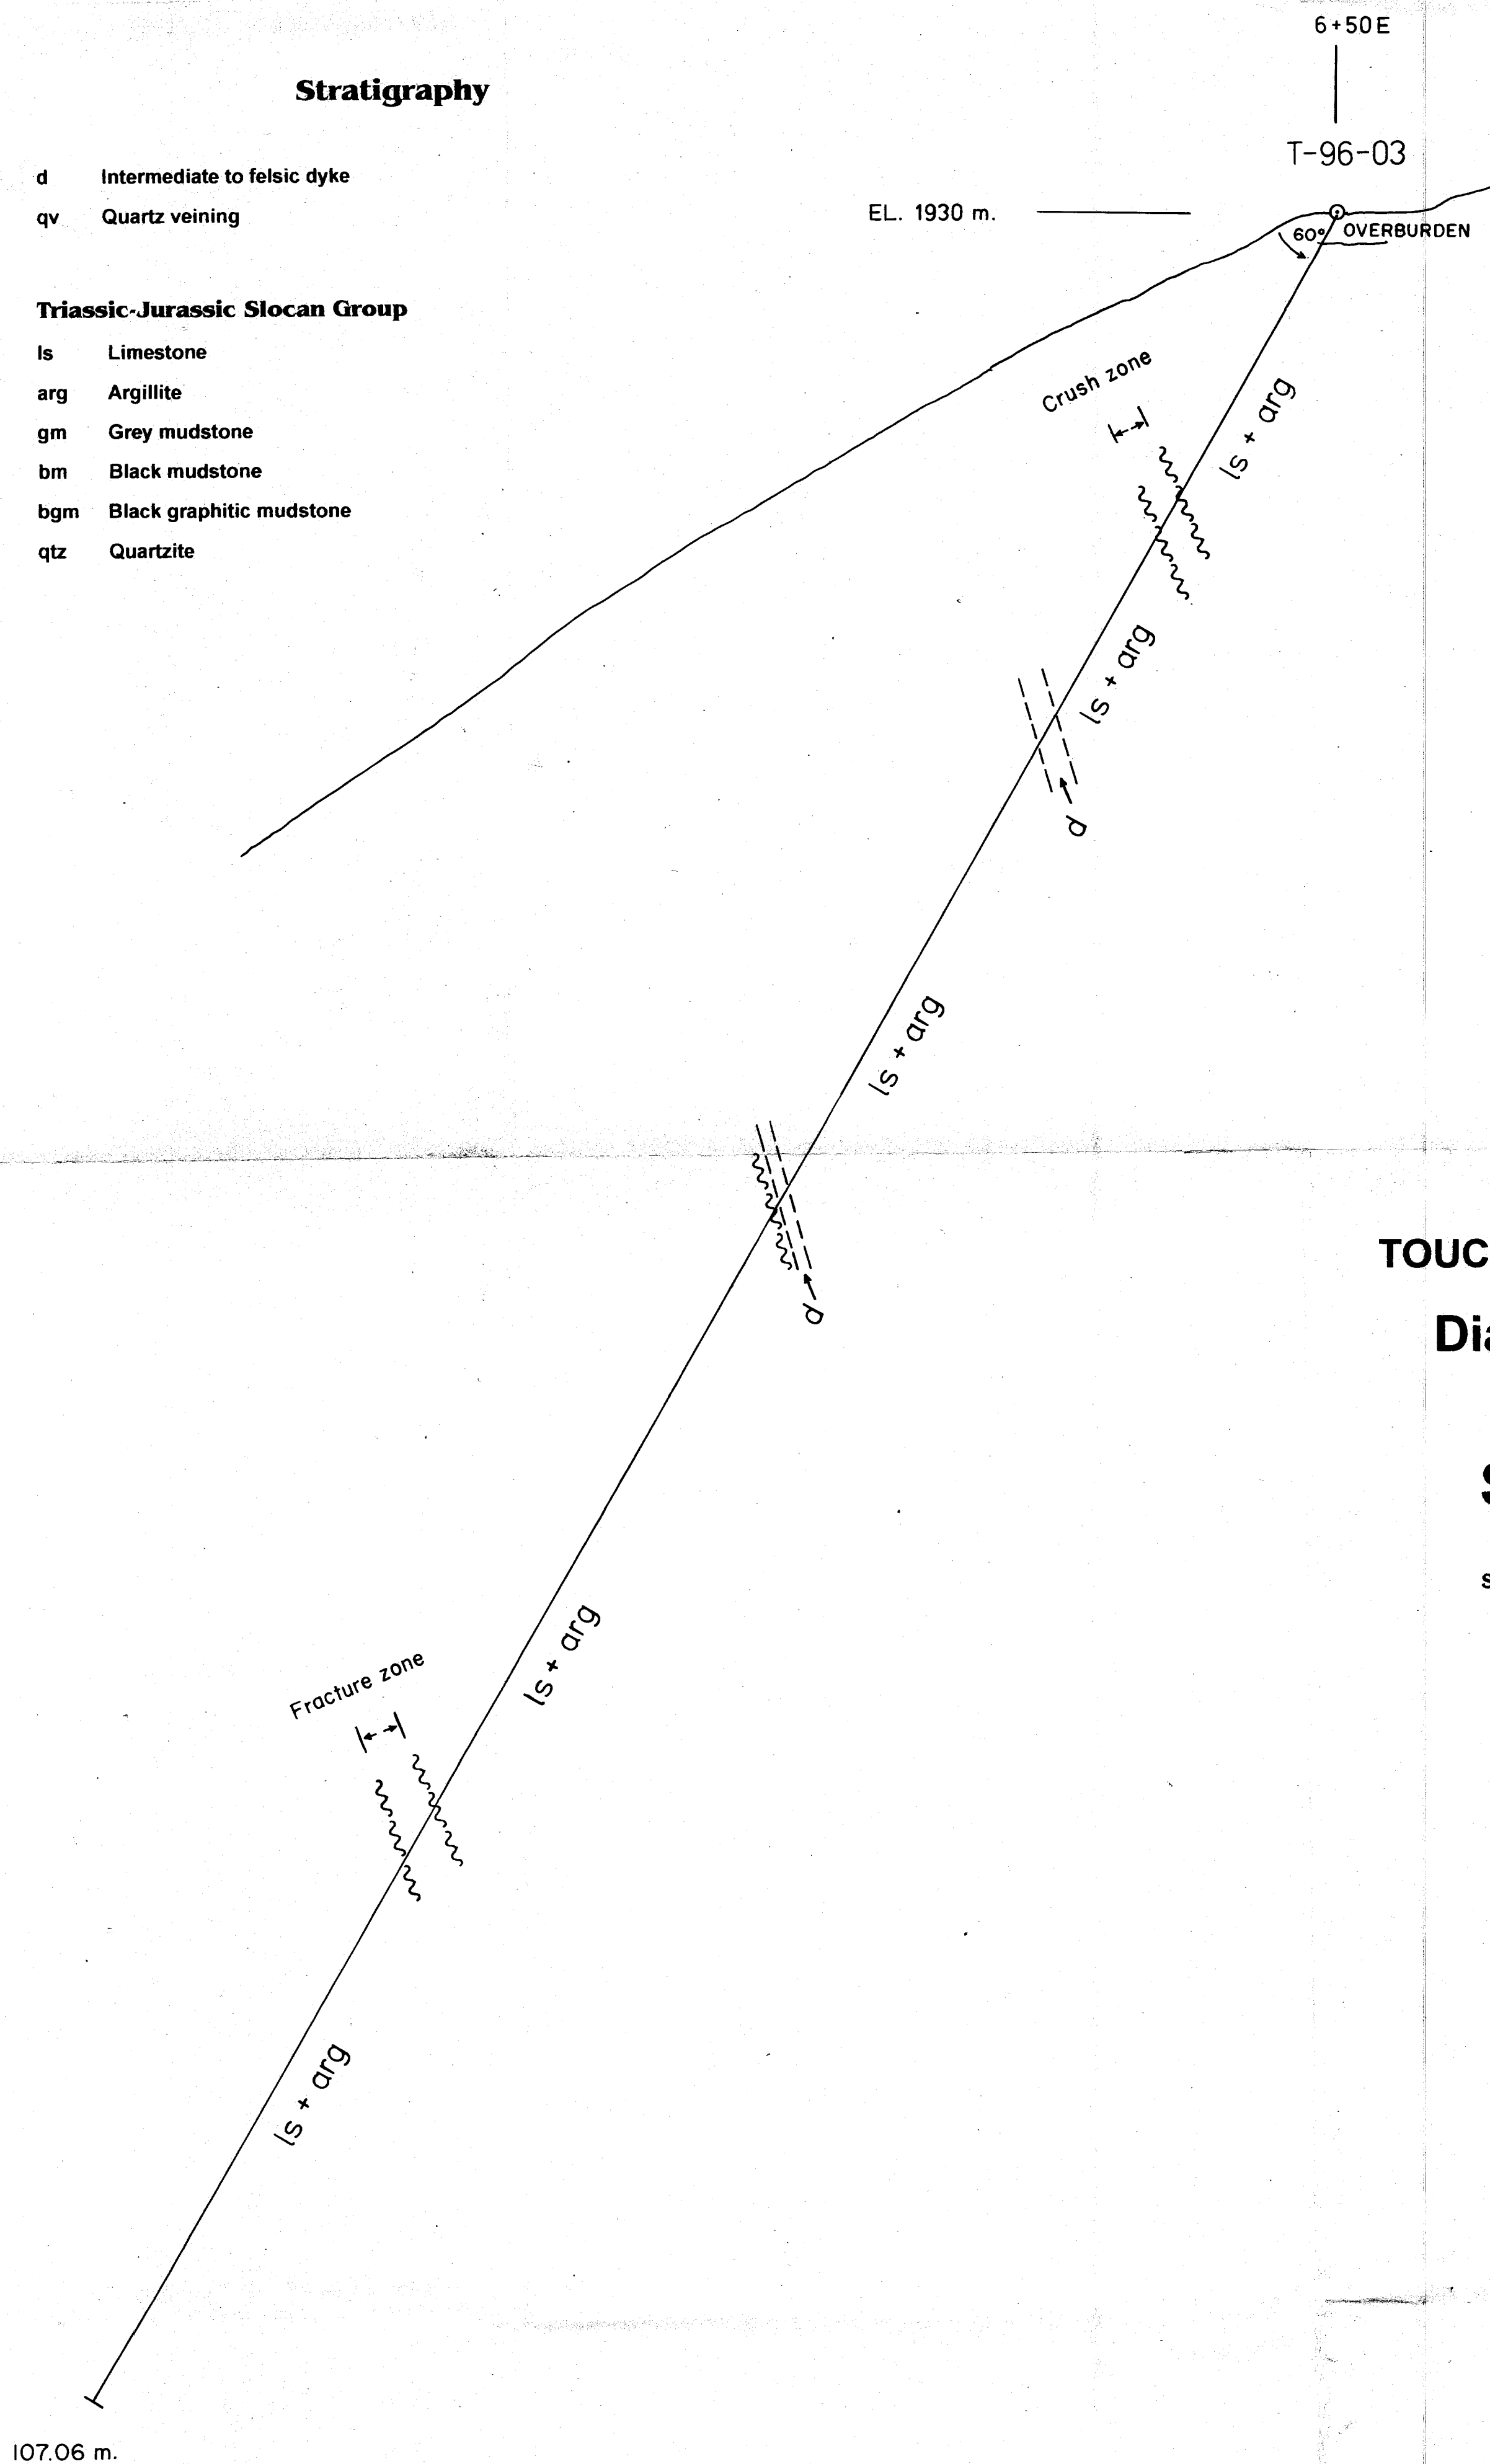 6+50E
Stratigraphy
T-96-03
d Intermediate to felsic dyke
qv Quartz veining
EL. 1930 m.
60° OVERBURDEN
Triassic-Jurassic Slocan Group
ls Limestone
arg Argillite
gm Grey mudstone
bm Black mudstone
bgm Black graphitic mudstone
qtz Quartzite
Crush zone
ls + arg
ls + arg
d
ls + arg
TOUC
d
Dia
S
s
ls + arg
Fracture zone
ls + arg
107.06 m.